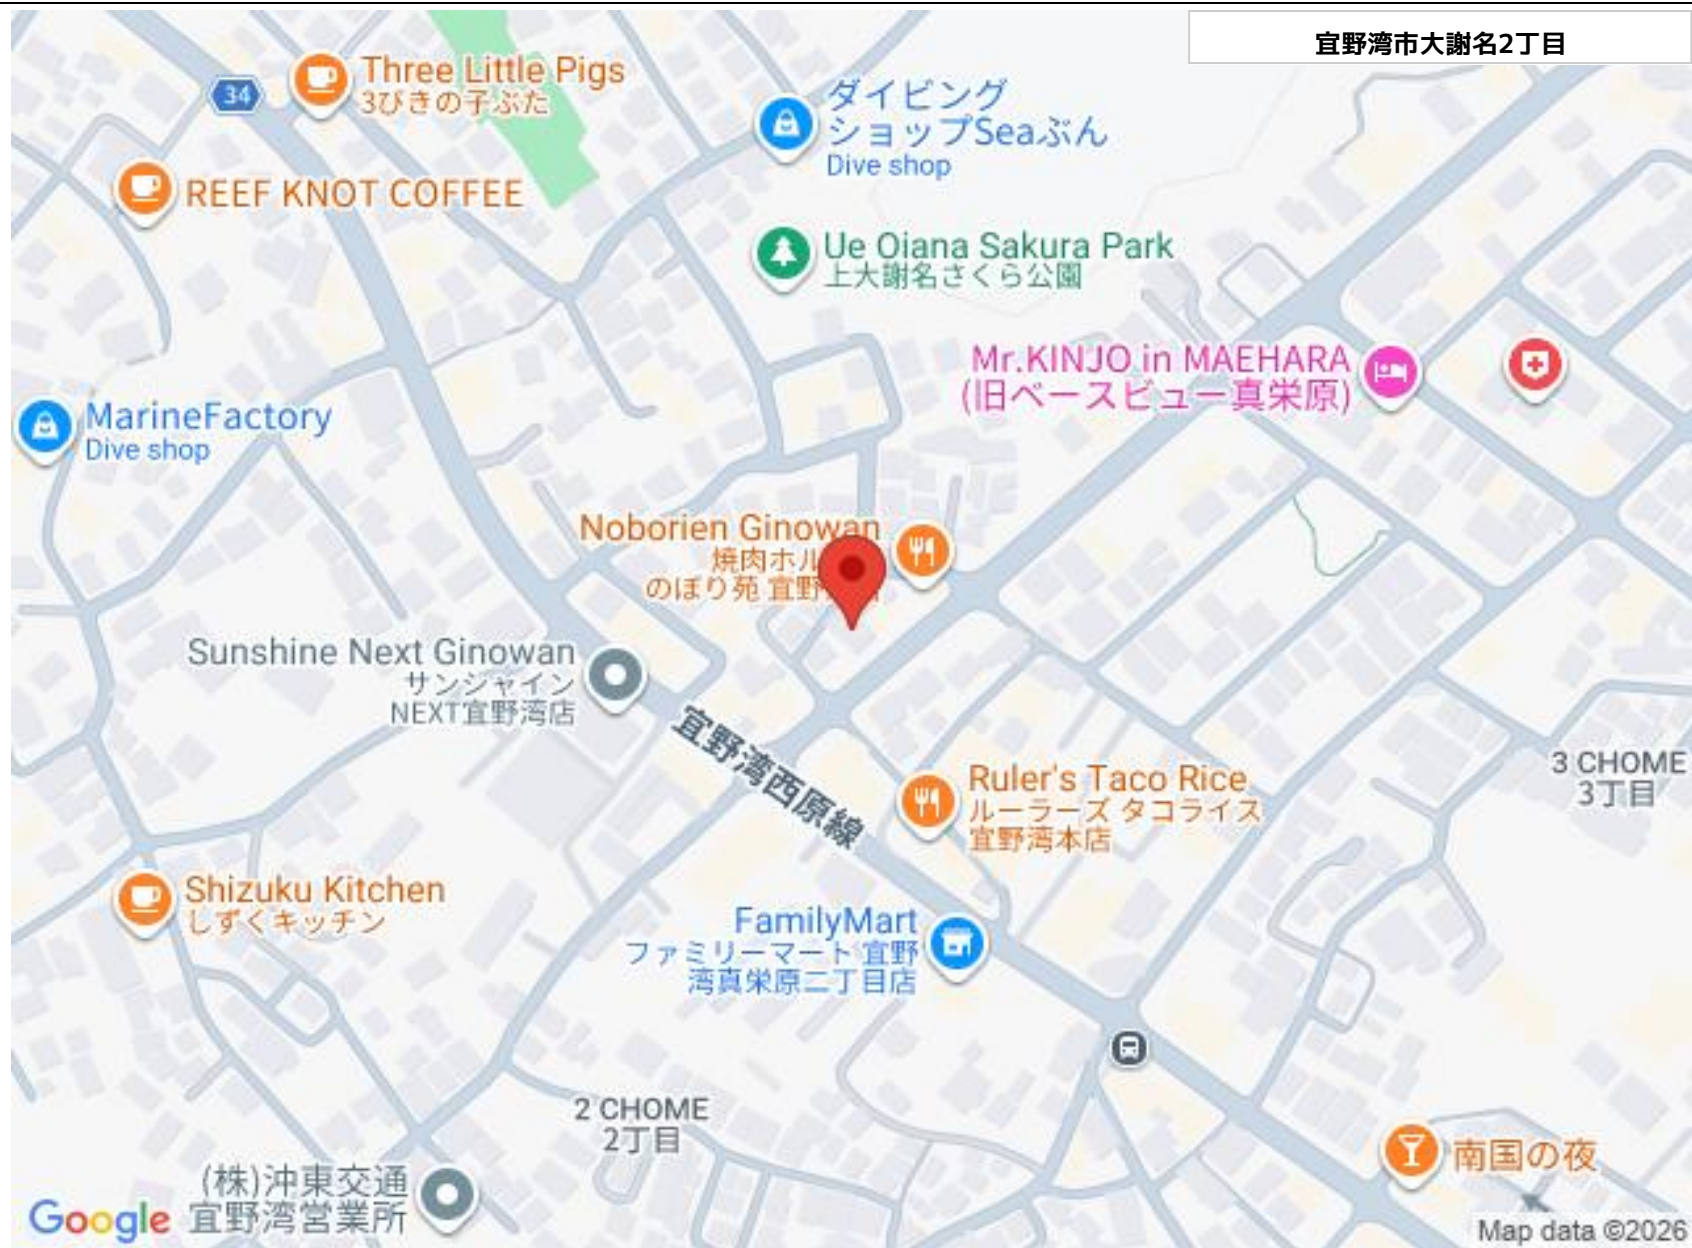 宜野湾市大謝名2丁目
Three Little Pigs
3びきの子ぶた
34
ダイビング
ショップSeaぶん
Dive shop
REEF KNOT COFFEE
Ue Oiana Sakura Park
上大謝名さくら公園
Mr.KINJO in MAEHARA
(旧ベースビュー真栄原)
MarineFactory
Dive shop
Noborien Ginowan
焼肉ホル
のぼり苑 宜野
Sunshine Next Ginowan
サンシャイン
NEXT宜野湾店
宜野湾西原線
Ruler's Taco Rice
ルーラーズ タコライス
宜野湾本店
3 CHOME
3丁目
Shizuku Kitchen
しずくキッチン
FamilyMart
ファミリーマート 宜野
湾真栄原二丁目店
2 CHOME
2丁目
南国の夜
(株)沖東交通
宜野湾営業所
Google
Map data ©2026